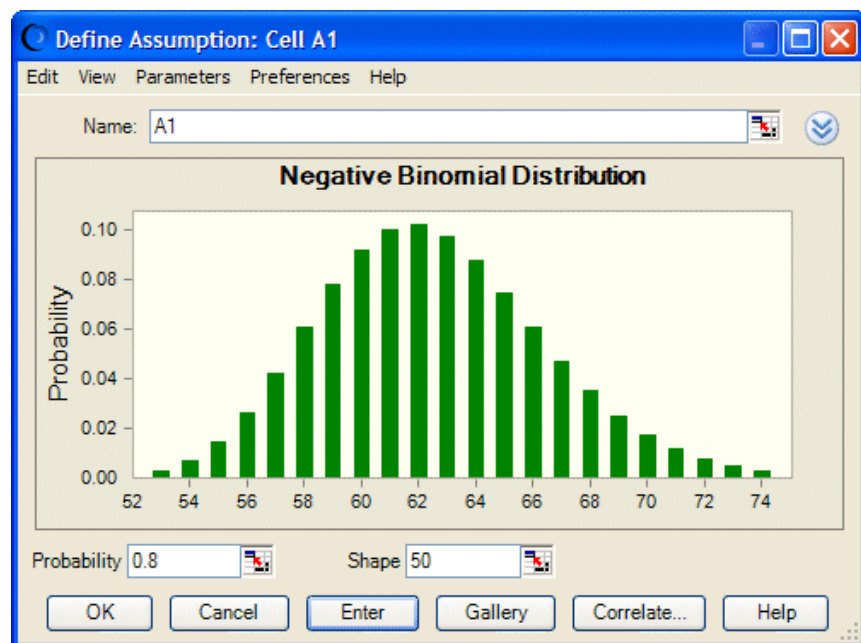 Define Assumption: Cell A1
Edit View Parameters Preferences Help
Name: A1
Negative Binomial Distribution
Probability
0.10
0.08
0.06
0.04
0.02
0.00
52 54 56 58 60 62 64 66 68 70 72 74
Probability 0.8 Shape 50
OK Cancel Enter Gallery Correlate... Help